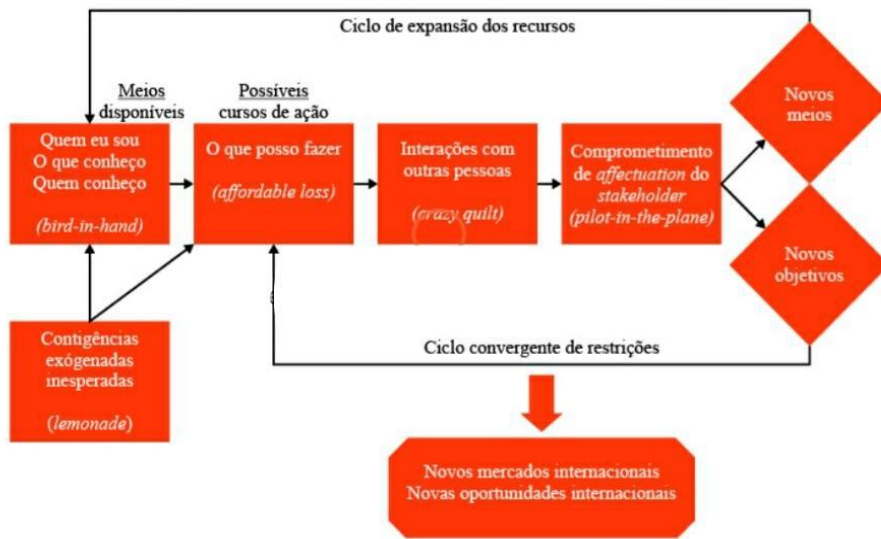 Ciclo de expansão dos recursos
Meios
disponíveis
Possíveis
cursos de ação
Quem eu sou
O que conheço
Quem conheço
(bird-in-hand)
O que posso fazer
(affordable loss)
Interações com
outras pessoas
(crazy quilt)
Comprometimento
de affectuation do
stakeholder
(pilot-in-the-plane)
Novos
meios
Novos
objetivos
Contigências
exógenadas
inesperadas
(lemonade)
Ciclo convergente de restrições
Novos mercados internacionais
Novas oportunidades internacionais